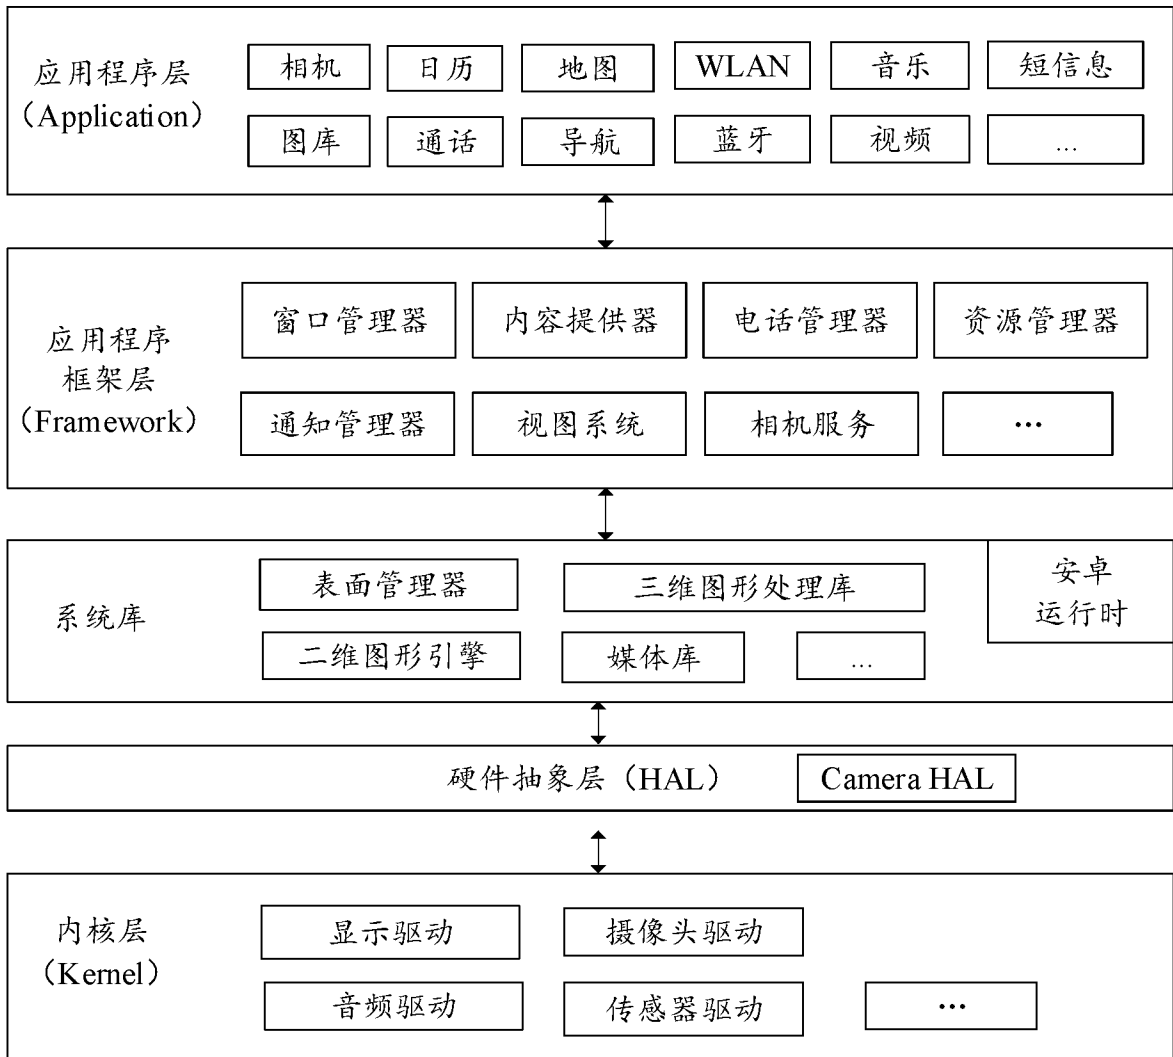 应用程序层
（Application）
相机
日历
地图
WLAN
音乐
短信息
图库
通话
导航
蓝牙
视频
...
应用程序
框架层
（Framework）
窗口管理器
内容提供器
电话管理器
资源管理器
通知管理器
视图系统
相机服务
...
系统库
表面管理器
三维图形处理库
安卓
运行时
二维图形引擎
媒体库
...
硬件抽象层（HAL）
Camera HAL
内核层
（Kernel）
显示驱动
摄像头驱动
音频驱动
传感器驱动
...